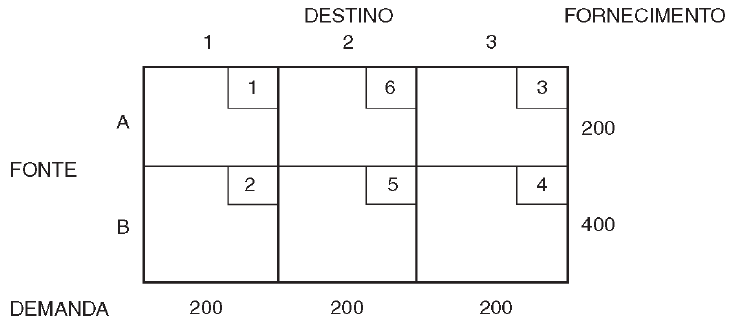 DESTINO FORNECIMENTO
1 2 3
1 6 3
A 200
FONTE
2 5 4
B 400
DEMANDA 200 200 200